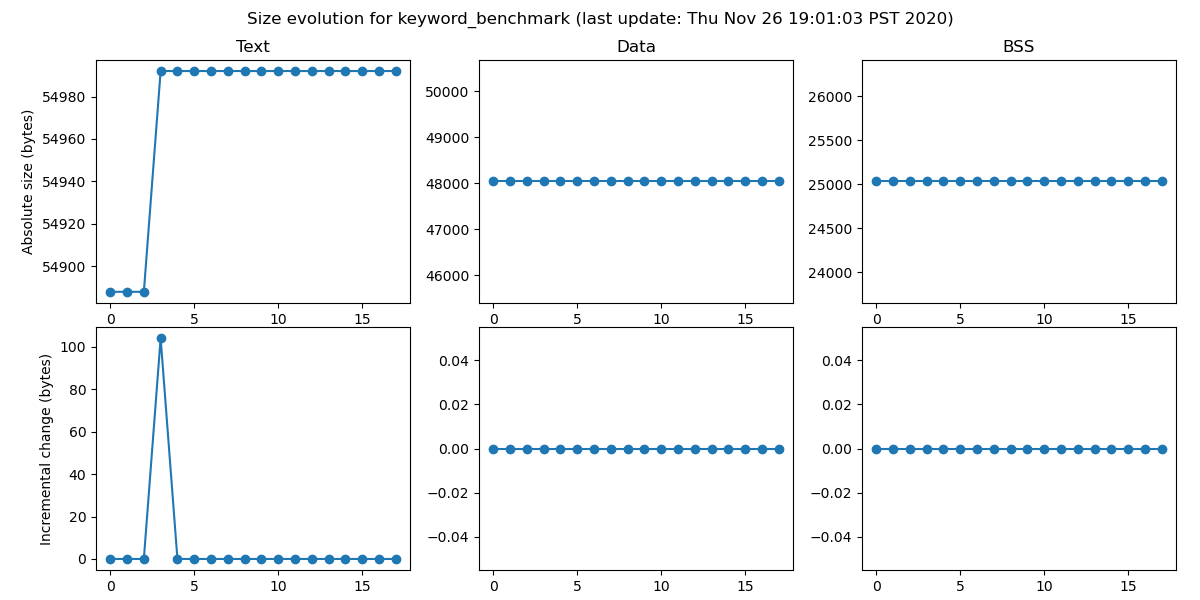 Size evolution for keyword_benchmark (last update: Thu Nov 26 19:01:03 PST 2020)
Text
Data
BSS
Absolute size (bytes)
54980
54960
54940
54920
54900
0 5 10 15
50000
49000
48000
47000
46000
0 5 10 15
26000
25500
25000
24500
24000
0 5 10 15
Incremental change (bytes)
100
80
60
40
20
0
0 5 10 15
0.04
0.02
0.00
−0.02
−0.04
0 5 10 15
0.04
0.02
0.00
−0.02
−0.04
0 5 10 15